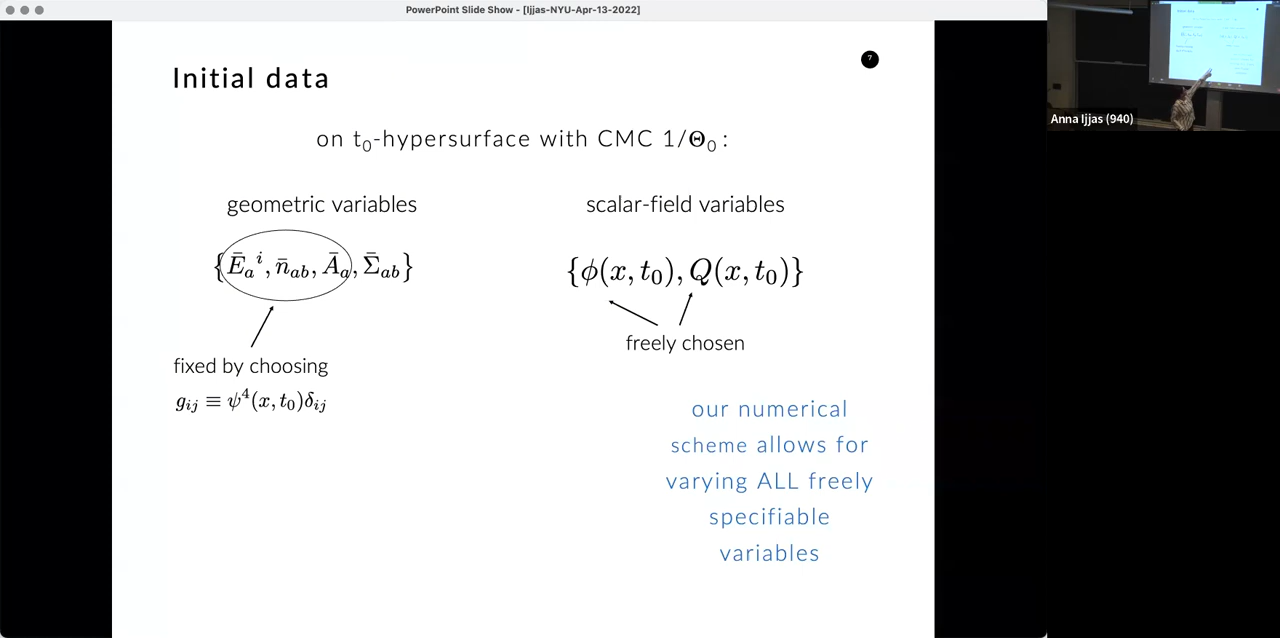 PowerPoint Slide Show - [Ijjas-NYU-Apr-13-2022]
7
Initial data
on t₀-hypersurface with CMC 1/Θ₀ :
geometric variables
scalar-field variables
{Ē_a^i, n̄_ab, Ā_a, Σ̄_ab}
{ϕ(x, t₀), Q(x, t₀)}
freely chosen
fixed by choosing
g_ij ≡ ψ⁴(x, t₀)δ_ij
our numerical
scheme allows for
varying ALL freely
specifiable
variables
Anna Ijjas (940)